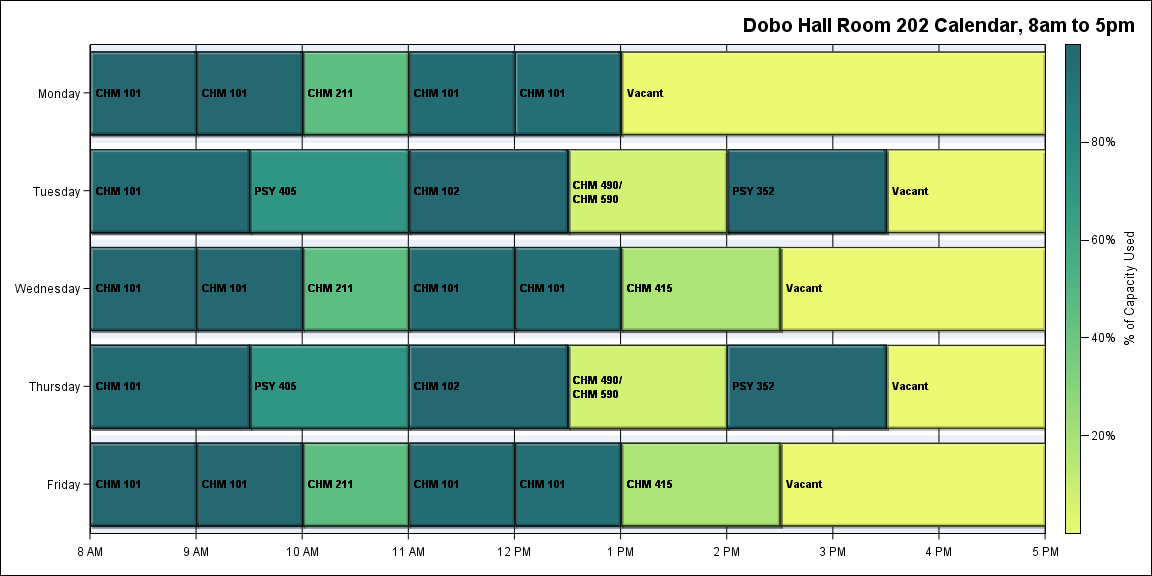 Dobo Hall Room 202 Calendar, 8am to 5pm
Monday
CHM 101
CHM 101
CHM 211
CHM 101
CHM 101
Vacant
Tuesday
CHM 101
PSY 405
CHM 102
CHM 490/
CHM 590
PSY 352
Vacant
Wednesday
CHM 101
CHM 101
CHM 211
CHM 101
CHM 101
CHM 415
Vacant
Thursday
CHM 101
PSY 405
CHM 102
CHM 490/
CHM 590
PSY 352
Vacant
Friday
CHM 101
CHM 101
CHM 211
CHM 101
CHM 101
CHM 415
Vacant
8 AM
9 AM
10 AM
11 AM
12 PM
1 PM
2 PM
3 PM
4 PM
5 PM
80%
60%
40%
20%
% of Capacity Used